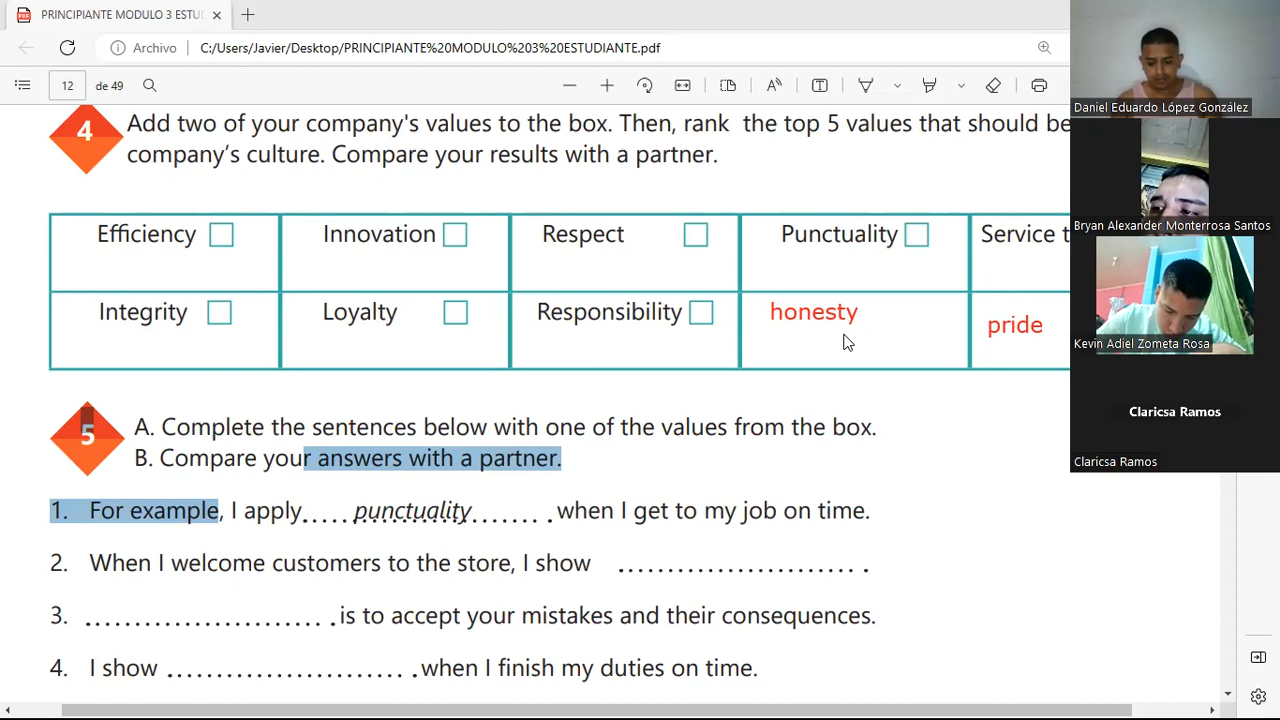 PRINCIPIANTE MODULO 3 ESTU
Archivo C:/Users/Javier/Desktop/PRINCIPIANTE%20MODULO%203%20ESTUDIANTE.pdf
12 de 49
4 Add two of your company's values to the box. Then, rank the top 5 values that should be
company's culture. Compare your results with a partner.
Efficiency Innovation Respect Punctuality Service t
Integrity Loyalty Responsibility honesty pride
5 A. Complete the sentences below with one of the values from the box.
B. Compare your answers with a partner.
1. For example, I apply.....punctuality........when I get to my job on time.
2. When I welcome customers to the store, I show ........................
3. ........................is to accept your mistakes and their consequences.
4. I show ........................when I finish my duties on time.
Daniel Eduardo López González
Bryan Alexander Monterrosa Santos
Kevin Adiel Zometa Rosa
Claricsa Ramos
Claricsa Ramos